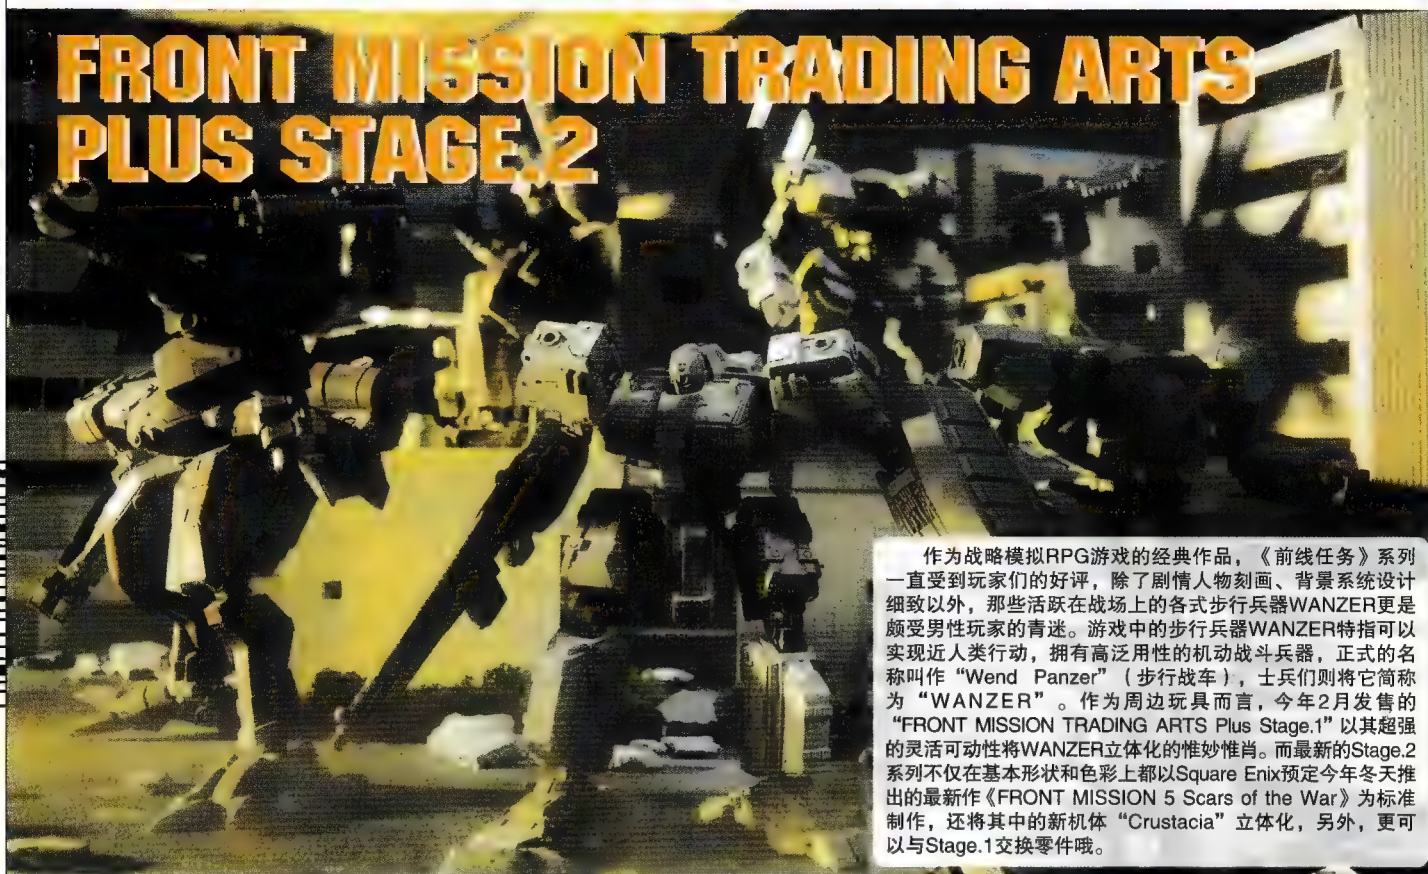 FRONT MISSION TRADING ARTS
PLUS STAGE.2
作为战略模拟RPG游戏的经典作品，《前线任务》系列
一直受到玩家们的好评，除了剧情人物刻画、背景系统设计
细致以外，那些活跃在战场上的各式步行兵器WANZER更是
颇受男性玩家的青迷。游戏中的步行兵器WANZER特指可以
实现近人类行动，拥有高泛用性的机动战斗兵器，正式的名
称叫作“Wend Panzer”（步行战车），士兵们则将它简称
为“WANZER”。作为周边玩具而言，今年2月发售的
“FRONT MISSION TRADING ARTS Plus Stage.1”以其超强
的灵活可动性将WANZER立体化的惟妙惟肖。而最新的Stage.2
系列不仅在基本形状和色彩上都以Square Enix预定今年冬天推
出的最新作《FRONT MISSION 5 Scars of the War》为标准
制作，还将其中的新机体“Crustacia”立体化，另外，更可
以与Stage.1交换零件哦。